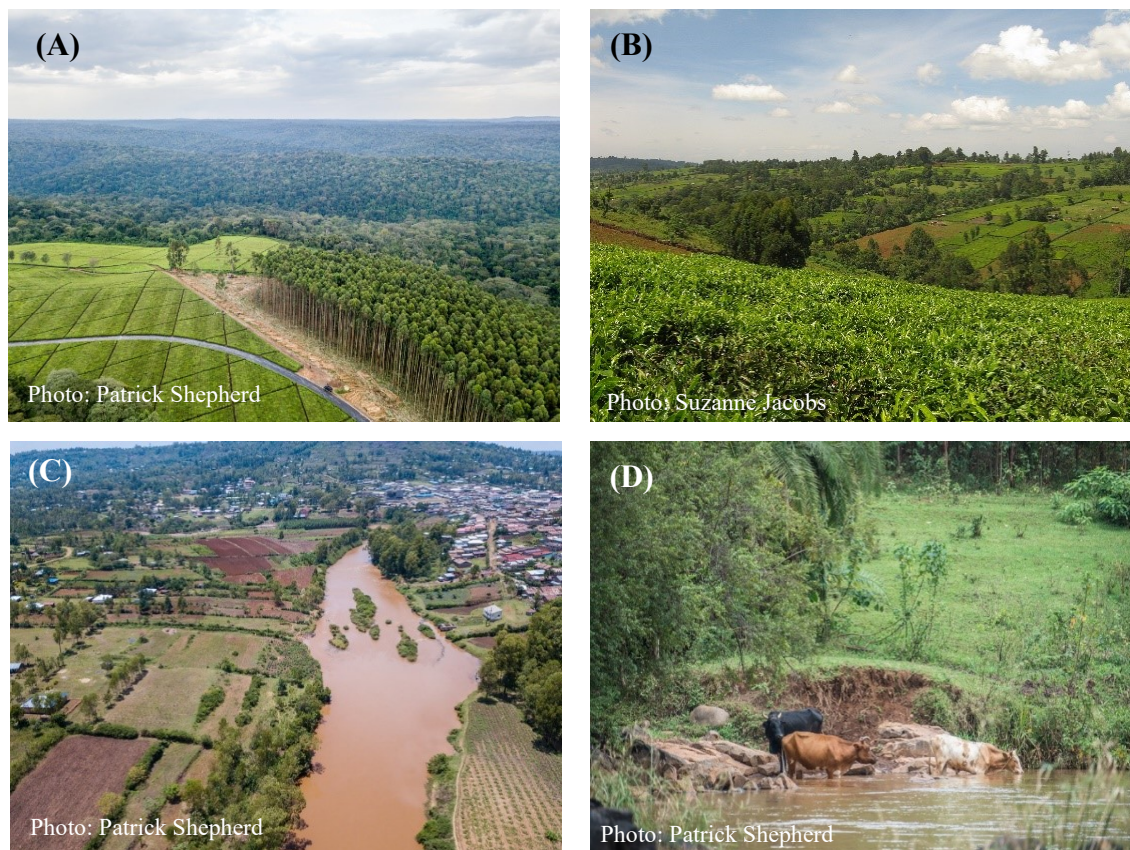 (A)
Photo: Patrick Shepherd
(B)
Photo: Suzanne Jacobs
(C)
Photo: Patrick Shepherd
(D)
Photo: Patrick Shepherd